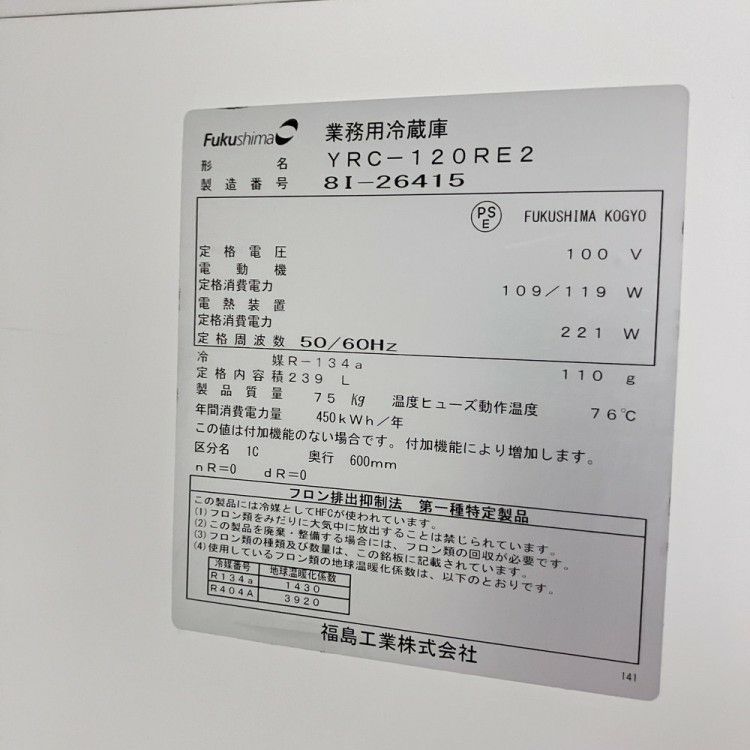 Fukushima 業務用冷蔵庫
形名 YRC-120RE2
製造番号 8I-26415
PSE FUKUSHIMA KOGYO
定格電圧 100 V
電動機
定格消費電力 109/119 W
電熱装置
定格消費電力 221 W
定格周波数 50/60Hz
冷媒 R-134a 110 g
定格内容積 239 L
製品質量 75 Kg 温度ヒューズ動作温度 76℃
年間消費電力量 450kWh/年
この値は付加機能のない場合です。付加機能により増加します。
区分名 1C 奥行 600mm
nR=0 dR=0
フロン排出抑制法 第一種特定製品
この製品には冷媒としてHFCが使われています。
(1)フロン類をみだりに大気中に放出することは禁じられています。
(2)この製品を廃棄・整備する場合には、フロン類の回収が必要です。
(3)フロン類の種類及び数量は、この銘板に記載されています。
(4)使用しているフロン類の地球温暖化係数は、以下のとおりです。
冷媒番号 地球温暖化係数
R134a 1430
R404A 3920
福島工業株式会社
141